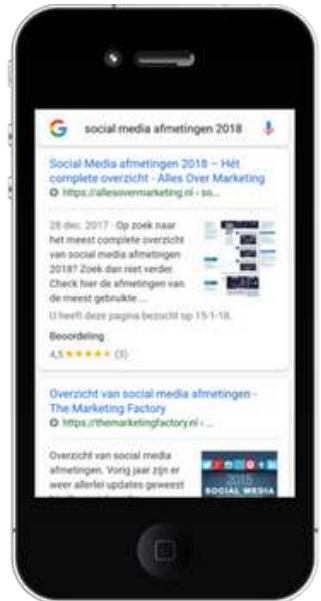 social media afmetingen 2018
Social Media afmetingen 2018 – Hét
complete overzicht - Alles Over Marketing
https://allesovermarketing.nl › so...
28 dec. 2017 - Op zoek naar
het meest complete overzicht
van social media afmetingen
2018? Zoek dan niet verder.
Check hier de afmetingen van
de meest gebruikte ...
U heeft deze pagina bezocht op 15-1-18.
Beoordeling
4,5 ★★★★★ (3)
Overzicht van social media afmetingen -
The Marketing Factory
https://themarketingfactory.nl › ...
Overzicht van social media
afmetingen. Vorig jaar zijn er
weer allerlei updates geweest
SOCIAL MEDIA